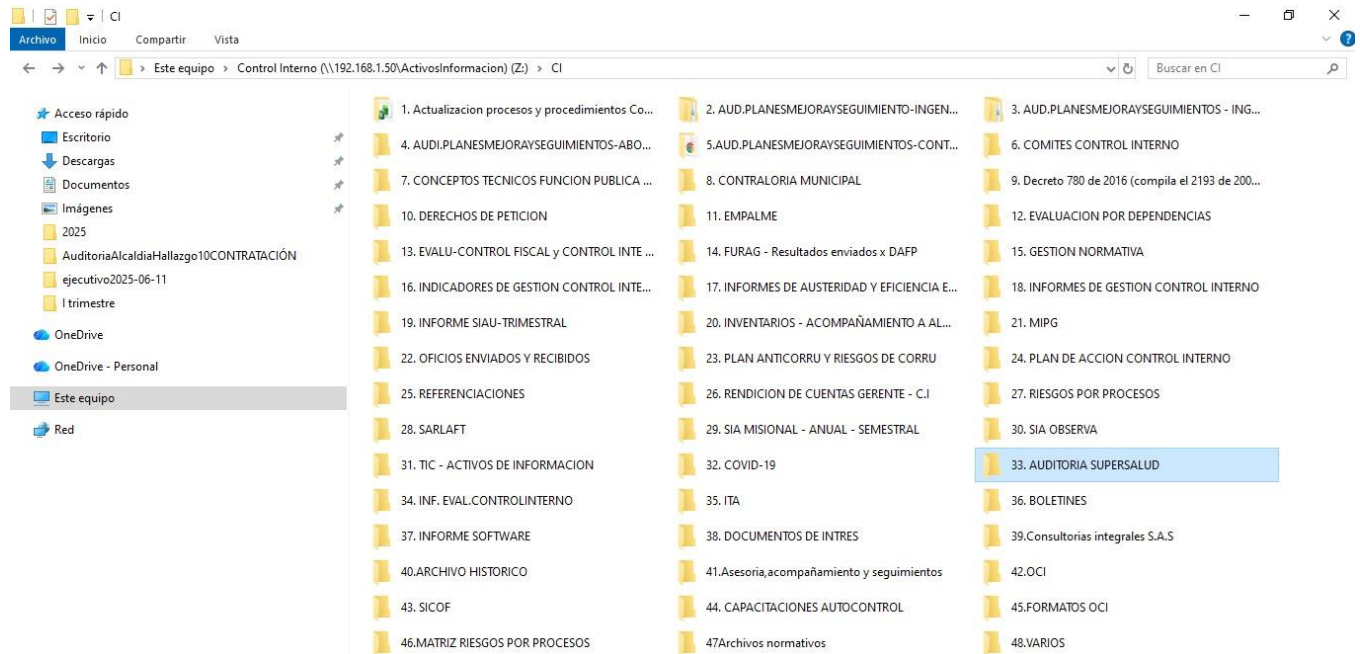 CI
Archivo Inicio Compartir Vista
Este equipo > Control Interno (\\192.168.1.50\ActivosInformacion) (Z:) > CI
Buscar en CI
Acceso rápido
Escritorio
Descargas
Documentos
Imágenes
2025
AuditoriaAlcaldiaHallazgo10CONTRATACIÓN
ejecutivo2025-06-11
I trimestre
OneDrive
OneDrive - Personal
Este equipo
Red
1. Actualizacion procesos y procedimientos Co...
2. AUD.PLANESMEJORAYSEGUIMIENTO-INGEN...
3. AUD.PLANESMEJORAYSEGUIMIENTOS - ING...
4. AUDI.PLANESMEJORAYSEGUIMIENTOS-ABO...
5.AUD.PLANESMEJORAYSEGUIMIENTOS-CONT...
6. COMITES CONTROL INTERNO
7. CONCEPTOS TECNICOS FUNCION PUBLICA ...
8. CONTRALORIA MUNICIPAL
9. Decreto 780 de 2016 (compila el 2193 de 200...
10. DERECHOS DE PETICION
11. EMPALME
12. EVALUACION POR DEPENDENCIAS
13. EVALU-CONTROL FISCAL y CONTROL INTE ...
14. FURAG - Resultados enviados x DAFP
15. GESTION NORMATIVA
16. INDICADORES DE GESTION CONTROL INTE...
17. INFORMES DE AUSTERIDAD Y EFICIENCIA E...
18. INFORMES DE GESTION CONTROL INTERNO
19. INFORME SIAU-TRIMESTRAL
20. INVENTARIOS - ACOMPAÑAMIENTO A AL...
21. MIPG
22. OFICIOS ENVIADOS Y RECIBIDOS
23. PLAN ANTICORRU Y RIESGOS DE CORRU
24. PLAN DE ACCION CONTROL INTERNO
25. REFERENCIACIONES
26. RENDICION DE CUENTAS GERENTE - C.I
27. RIESGOS POR PROCESOS
28. SARLAFT
29. SIA MISIONAL - ANUAL - SEMESTRAL
30. SIA OBSERVA
31. TIC - ACTIVOS DE INFORMACION
32. COVID-19
33. AUDITORIA SUPERSALUD
34. INF. EVAL.CONTROLINTERNO
35. ITA
36. BOLETINES
37. INFORME SOFTWARE
38. DOCUMENTOS DE INTRES
39.Consultorias integrales S.A.S
40.ARCHIVO HISTORICO
41.Asesoria,acompañamiento y seguimientos
42.OCI
43. SICOF
44. CAPACITACIONES AUTOCONTROL
45.FORMATOS OCI
46.MATRIZ RIESGOS POR PROCESOS
47Archivos normativos
48.VARIOS